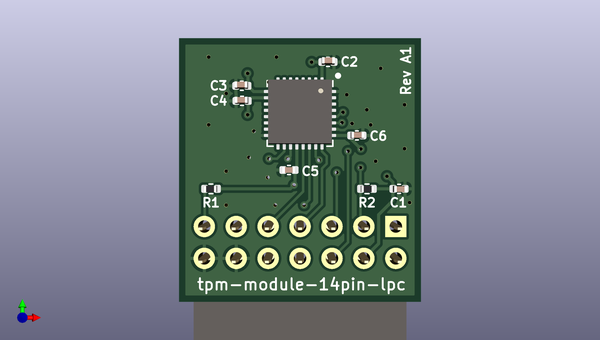 C2
Rev A1
C3
C4
C6
C5
R1
R2
C1
tpm-module-14pin-lpc